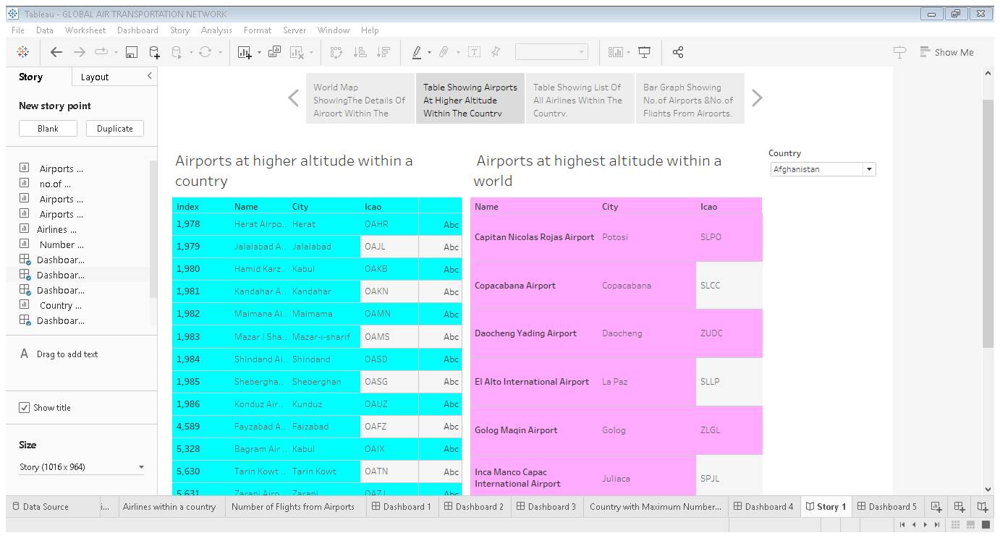 Tableau - GLOBAL AIR TRANSPORTATION NETWORK
File Data Worksheet Dashboard Story Analysis Format Server Window Help
Show Me
Story Layout
New story point
Blank Duplicate
Airports ...
no.of ...
Airports ...
Airports ...
Airlines ...
Number ...
Dashboar...
Dashboar...
Dashboar...
Country ...
Dashboar...
A Drag to add text
Show title
Size
Story (1016 x 964)
World Map
ShowingThe Details Of
Airport Within The
Table Showing Airports
At Higher Altitude
Within The Country
Table Showing List Of
All Airlines Within The
Country.
Bar Graph Showing
No.of Airports &No.of
Flights From Airports.
Airports at higher altitude within a
country
Index Name City Icao
1,978 Herat Airpo.. Herat OAHR Abc
1,979 Jalalabad A.. Jalalabad OAJL Abc
1,980 Hamid Karz.. Kabul OAKB Abc
1,981 Kandahar A.. Kandahar OAKN Abc
1,982 Maimana Ai.. Maimama OAMN Abc
1,983 Mazar I Sha.. Mazar-i-sharif OAMS Abc
1,984 Shindand Ai.. Shindand OASD Abc
1,985 Shebergha.. Sheberghan OASG Abc
1,986 Konduz Air.. Kunduz OAUZ Abc
4,589 Fayzabad A.. Faizabad OAFZ Abc
5,328 Bagram Air .. Kabul OAIX Abc
5,630 Tarin Kowt .. Tarin Kowt OATN Abc
5,631 Zaranj Airp.. Zaranj OAZJ Abc
Airports at highest altitude within a
world
Name City Icao
Capitan Nicolas Rojas Airport Potosi SLPO
Copacabana Airport Copacabana SLCC
Daocheng Yading Airport Daocheng ZUDC
El Alto International Airport La Paz SLLP
Golog Maqin Airport Golog ZLGL
Inca Manco Capac
International Airport Juliaca SPJL
Country
Afghanistan
Data Source i... Airlines within a country Number of Flights from Airports Dashboard 1 Dashboard 2 Dashboard 3 Country with Maximum Number... Dashboard 4 Story 1 Dashboard 5